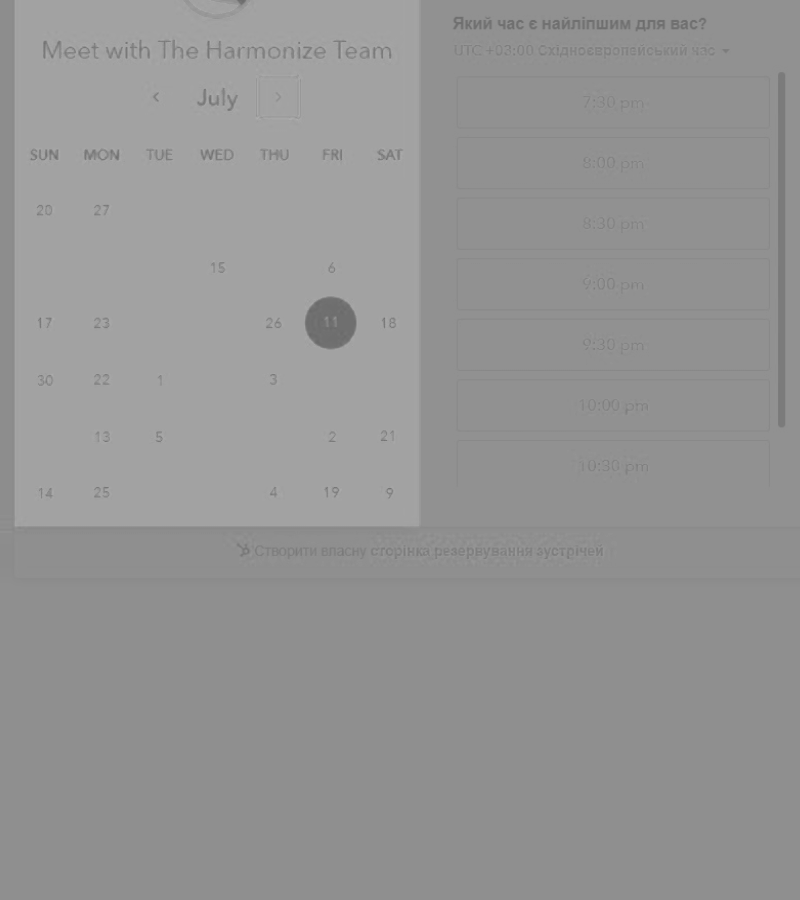 Meet with The Harmonize Team
July
SUN MON TUE WED THU FRI SAT
20 27
15 6
17 23 26 11 18
30 22 1 3
13 5 2 21
14 25 4 19 9
Який час є найліпшим для вас?
UTC +03:00 Східноєвропейський час
7:30 pm
8:00 pm
8:30 pm
9:00 pm
9:30 pm
10:00 pm
10:30 pm
Створити власну сторінка резервування зустрічей